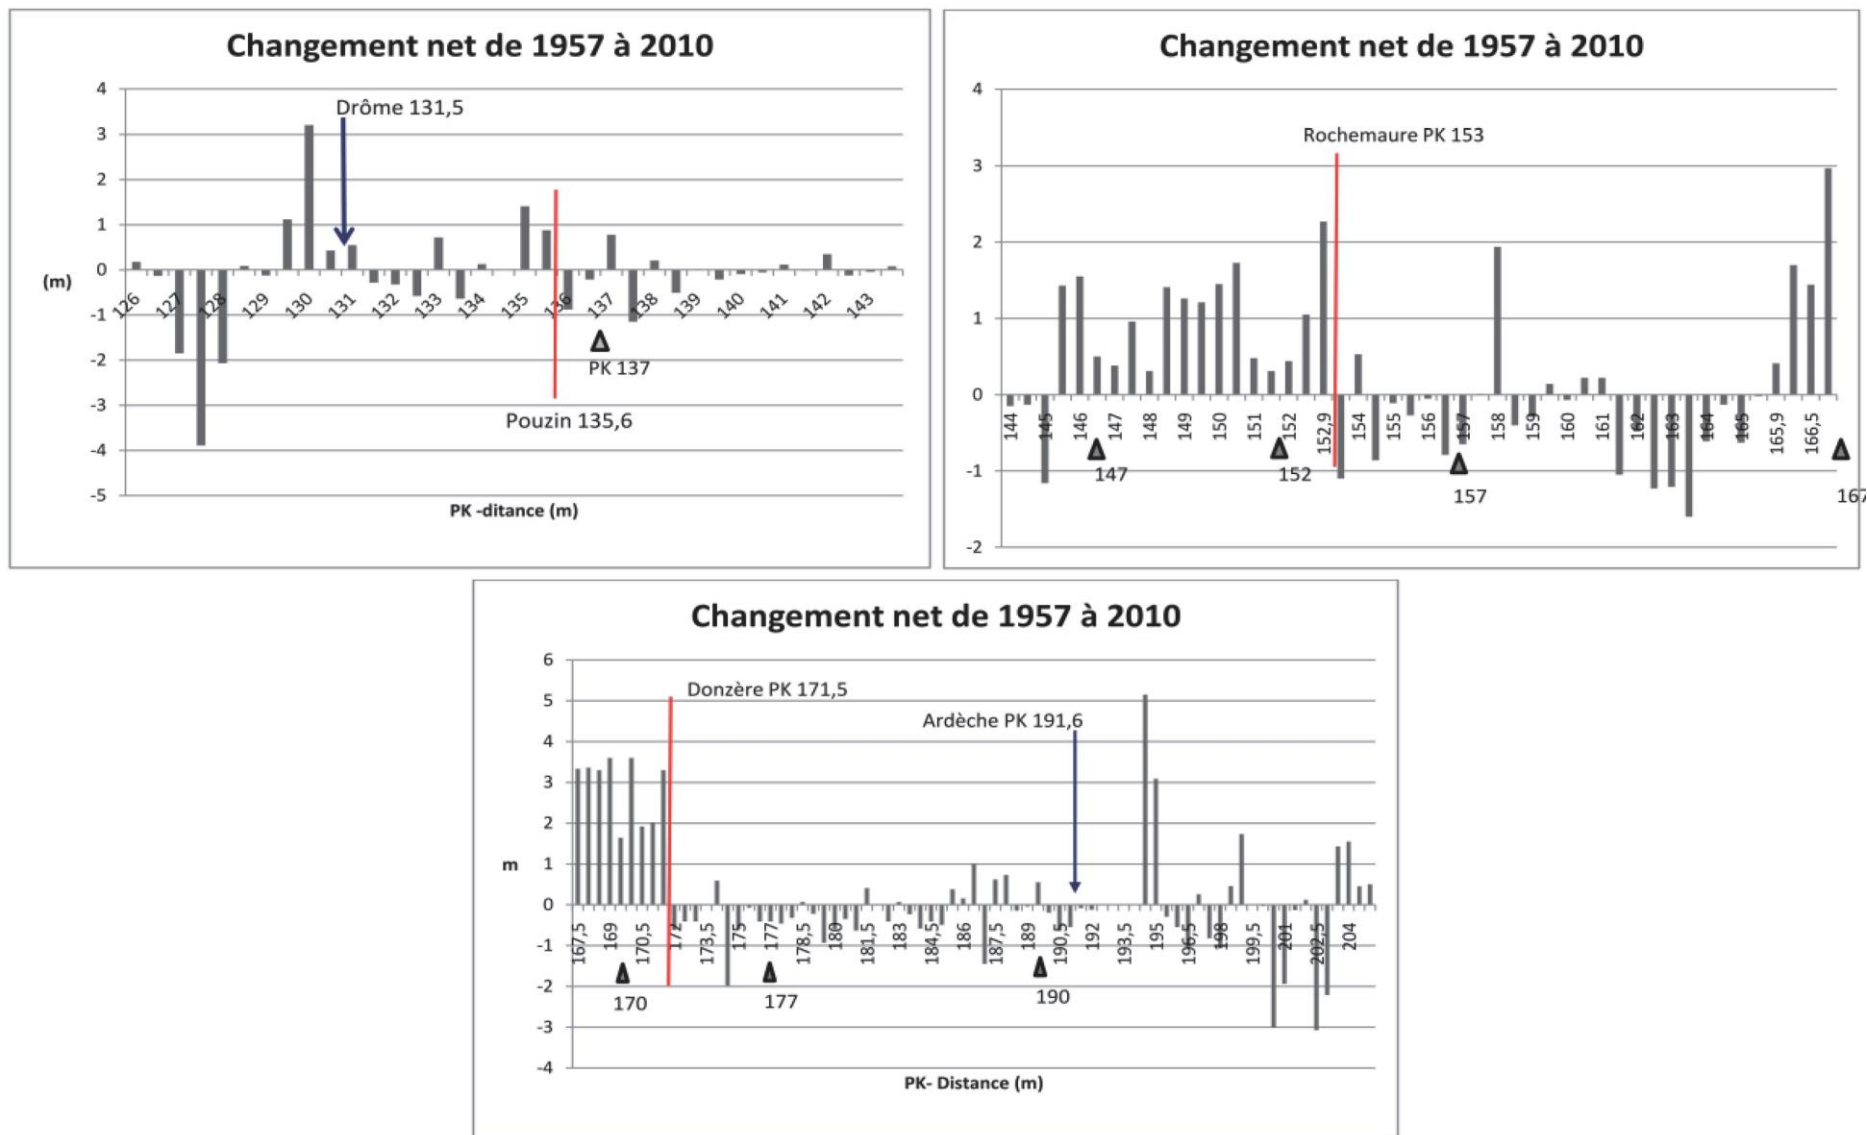 Changement net de 1957 à 2010
4
3
2
1
0
-1
-2
-3
-4
-5
(m)
Drôme 131,5
126 127 128 129 130 131 132 133 134 135 136 137 138 139 140 141 142 143
PK 137
Pouzin 135,6
PK -ditance (m)
Changement net de 1957 à 2010
4
3
2
1
0
-1
-2
Rochemaure PK 153
144 145 146 147 148 149 150 151 152 152,9 154 155 156 157 158 159 160 161 162 163 164 165 165,9 166,5
147 152 157 167
Changement net de 1957 à 2010
6
5
4
3
2
1
0
-1
-2
-3
-4
m
Donzère PK 171,5
Ardèche PK 191,6
167,5 169 170,5 172 173,5 175 177 178,5 180 181,5 183 184,5 186 187,5 189 190,5 192 193,5 195 196,5 198 199,5 201 202,5 204
170 177 190
PK- Distance (m)